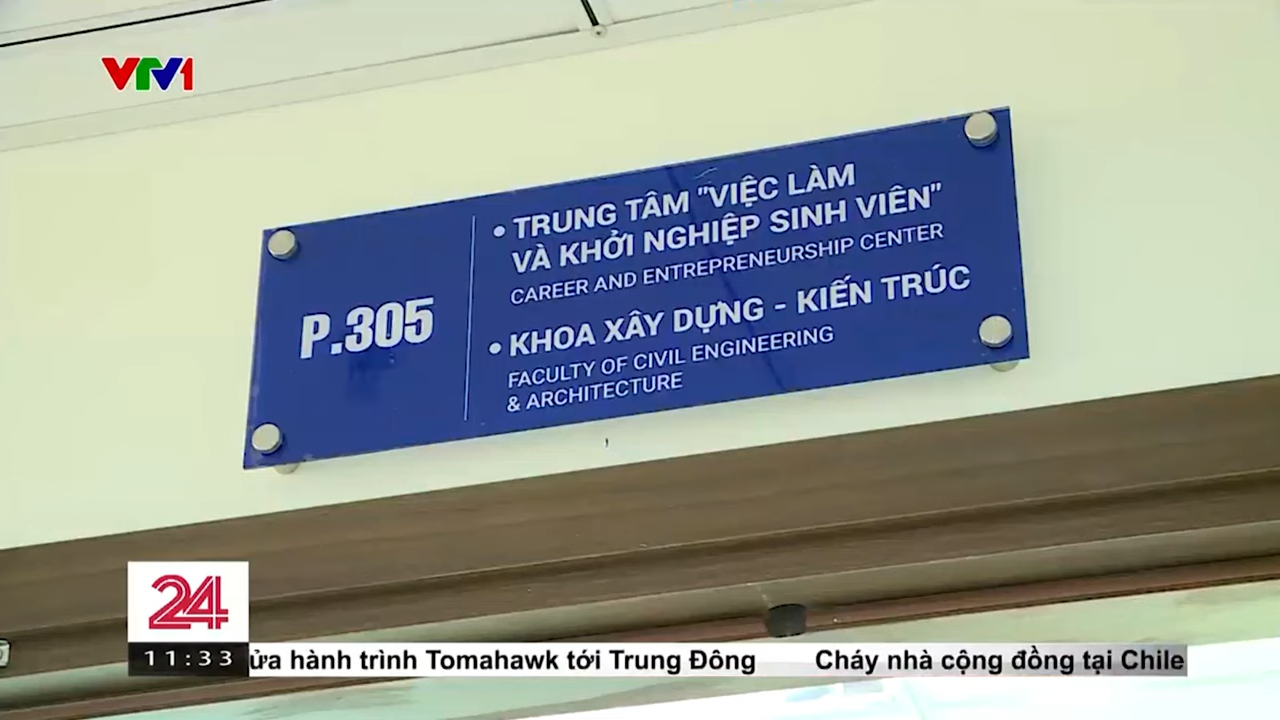 VTV1
P.305
• TRUNG TÂM "VIỆC LÀM
VÀ KHỞI NGHIỆP SINH VIÊN"
CAREER AND ENTREPRENEURSHIP CENTER
• KHOA XÂY DỰNG - KIẾN TRÚC
FACULTY OF CIVIL ENGINEERING
& ARCHITECTURE
24
11:33
ửa hành trình Tomahawk tới Trung Đông Cháy nhà cộng đồng tại Chile